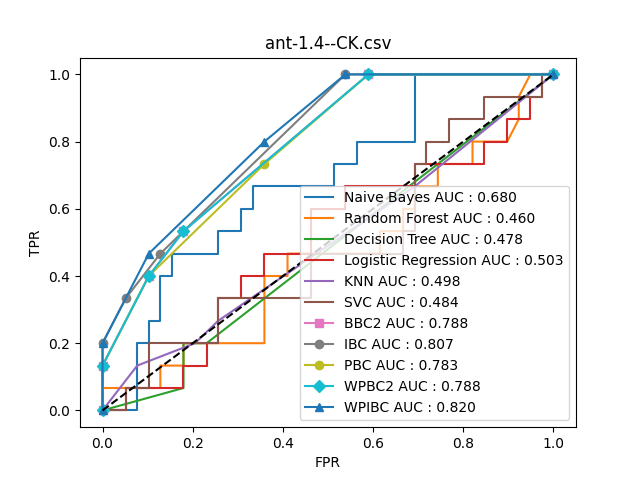 ant-1.4--CK.csv
TPR
1.0
0.8
0.6
0.4
0.2
0.0
Naive Bayes AUC : 0.680
Random Forest AUC : 0.460
Decision Tree AUC : 0.478
Logistic Regression AUC : 0.503
KNN AUC : 0.498
SVC AUC : 0.484
BBC2 AUC : 0.788
IBC AUC : 0.807
PBC AUC : 0.783
WPBC2 AUC : 0.788
WPIBC AUC : 0.820
0.0 0.2 0.4 0.6 0.8 1.0
FPR